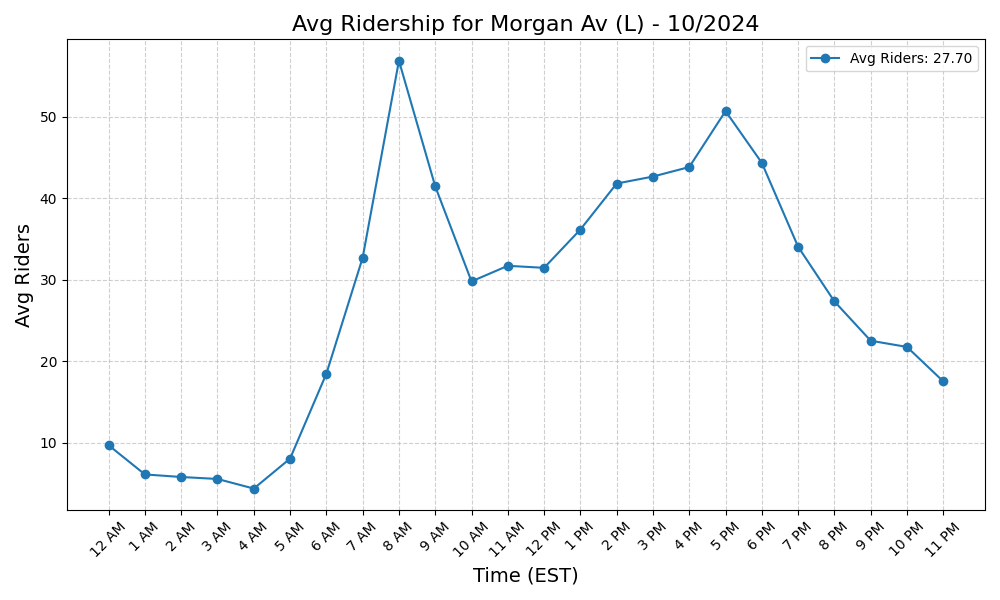 Avg Ridership for Morgan Av (L) - 10/2024
Avg Riders: 27.70
Avg Riders
50
40
30
20
10
12 AM
1 AM
2 AM
3 AM
4 AM
5 AM
6 AM
7 AM
8 AM
9 AM
10 AM
11 AM
12 PM
1 PM
2 PM
3 PM
4 PM
5 PM
6 PM
7 PM
8 PM
9 PM
10 PM
11 PM
Time (EST)